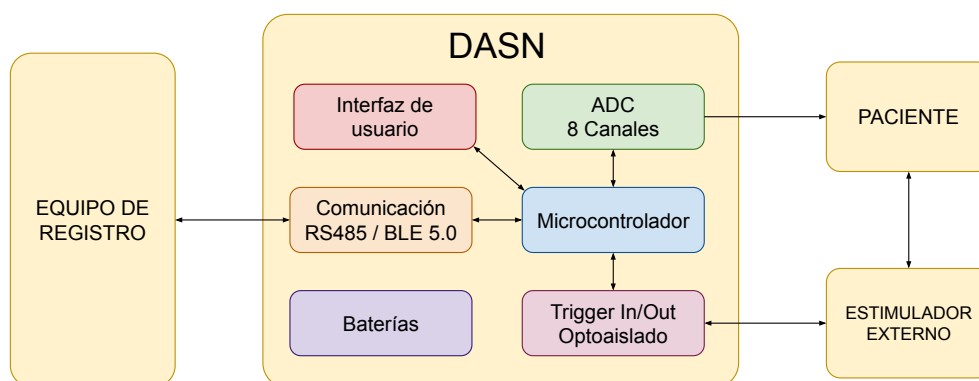 DASN
EQUIPO DE
REGISTRO
Interfaz de
usuario
ADC
8 Canales
Comunicación
RS485 / BLE 5.0
Microcontrolador
Baterías
Trigger In/Out
Optoaislado
PACIENTE
ESTIMULADOR
EXTERNO